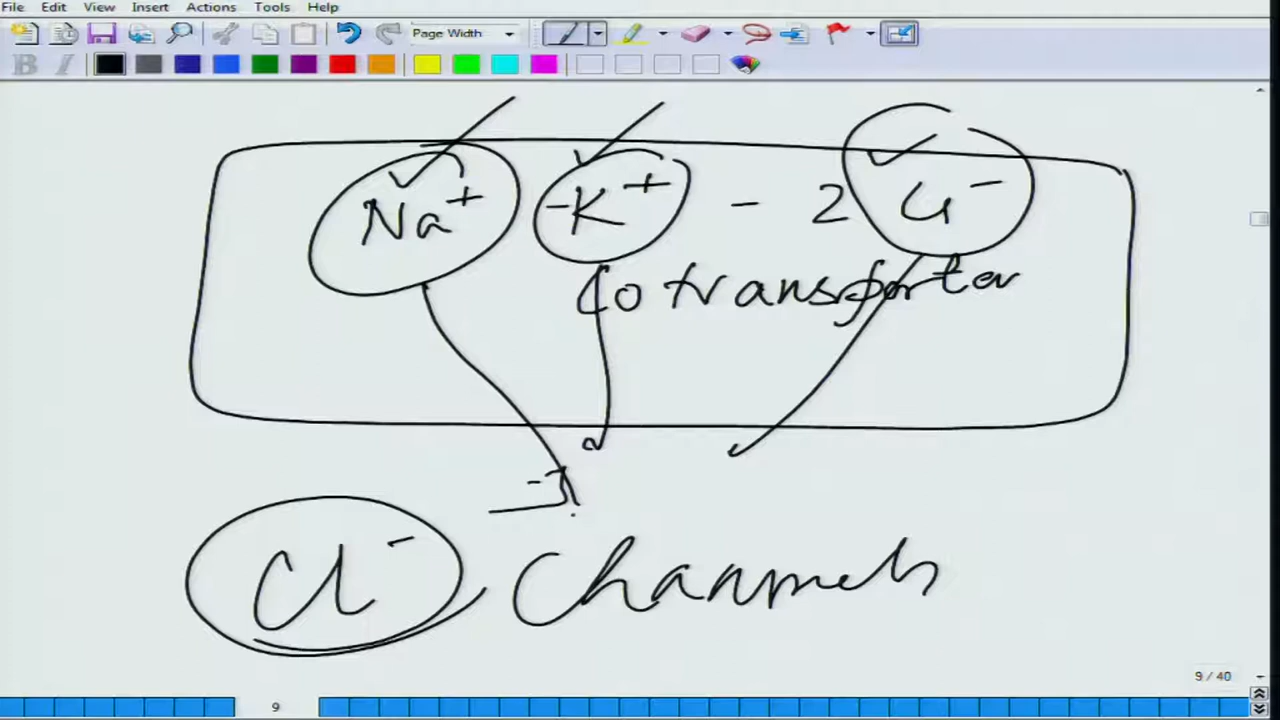 File Edit View Insert Actions Tools Help
Page Width
B I
Na⁺ - K⁺ - 2 Cl⁻
Cotransporter
Cl⁻ Channels
9 / 40
9